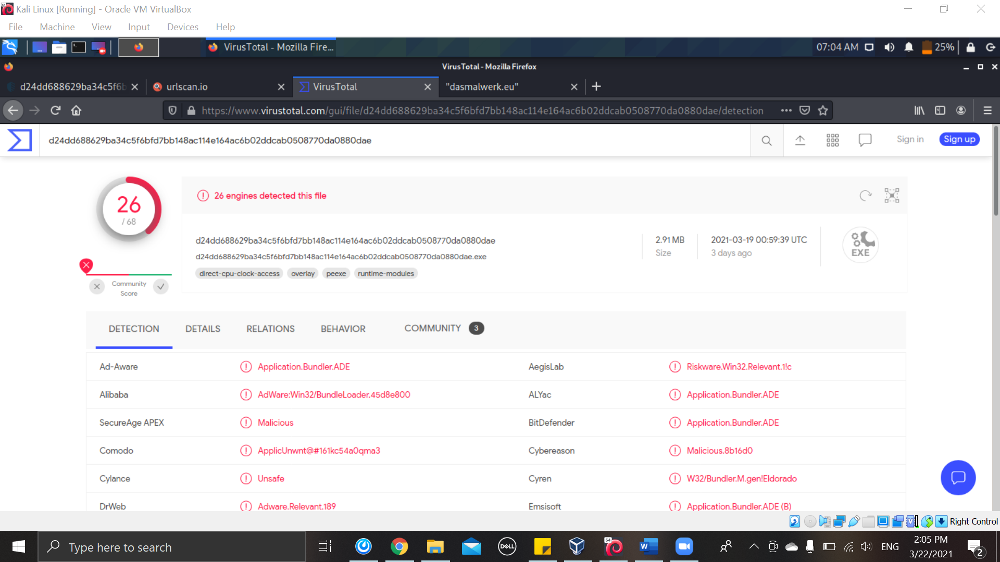 Kali Linux [Running] - Oracle VM VirtualBox
File Machine View Input Devices Help
VirusTotal - Mozilla Fire...
07:04 AM
25%
VirusTotal - Mozilla Firefox
d24dd688629ba34c5f6b
urlscan.io
VirusTotal
"dasmalwerk.eu"
https://www.virustotal.com/gui/file/d24dd688629ba34c5f6bfd7bb148ac114e164ac6b02ddcab0508770da0880dae/detection
d24dd688629ba34c5f6bfd7bb148ac114e164ac6b02ddcab0508770da0880dae
Sign in
Sign up
26
/ 68
26 engines detected this file
d24dd688629ba34c5f6bfd7bb148ac114e164ac6b02ddcab0508770da0880dae
d24dd688629ba34c5f6bfd7bb148ac114e164ac6b02ddcab0508770da0880dae.exe
direct-cpu-clock-access overlay peexe runtime-modules
2.91 MB
Size
2021-03-19 00:59:39 UTC
3 days ago
EXE
Community
Score
DETECTION DETAILS RELATIONS BEHAVIOR COMMUNITY 3
Ad-Aware Application.Bundler.ADE AegisLab Riskware.Win32.Relevant.1!c
Alibaba AdWare:Win32/BundleLoader.45d8e800 ALYac Application.Bundler.ADE
SecureAge APEX Malicious BitDefender Application.Bundler.ADE
Comodo ApplicUnwnt@#161kc54a0qma3 Cybereason Malicious.8b16d0
Cylance Unsafe Cyren W32/Bundler.M.gen!Eldorado
DrWeb Adware.Relevant.189 Emsisoft Application.Bundler.ADE (B)
Right Control
Type here to search
DELL
64
W
ENG
2:05 PM
3/22/2021
2